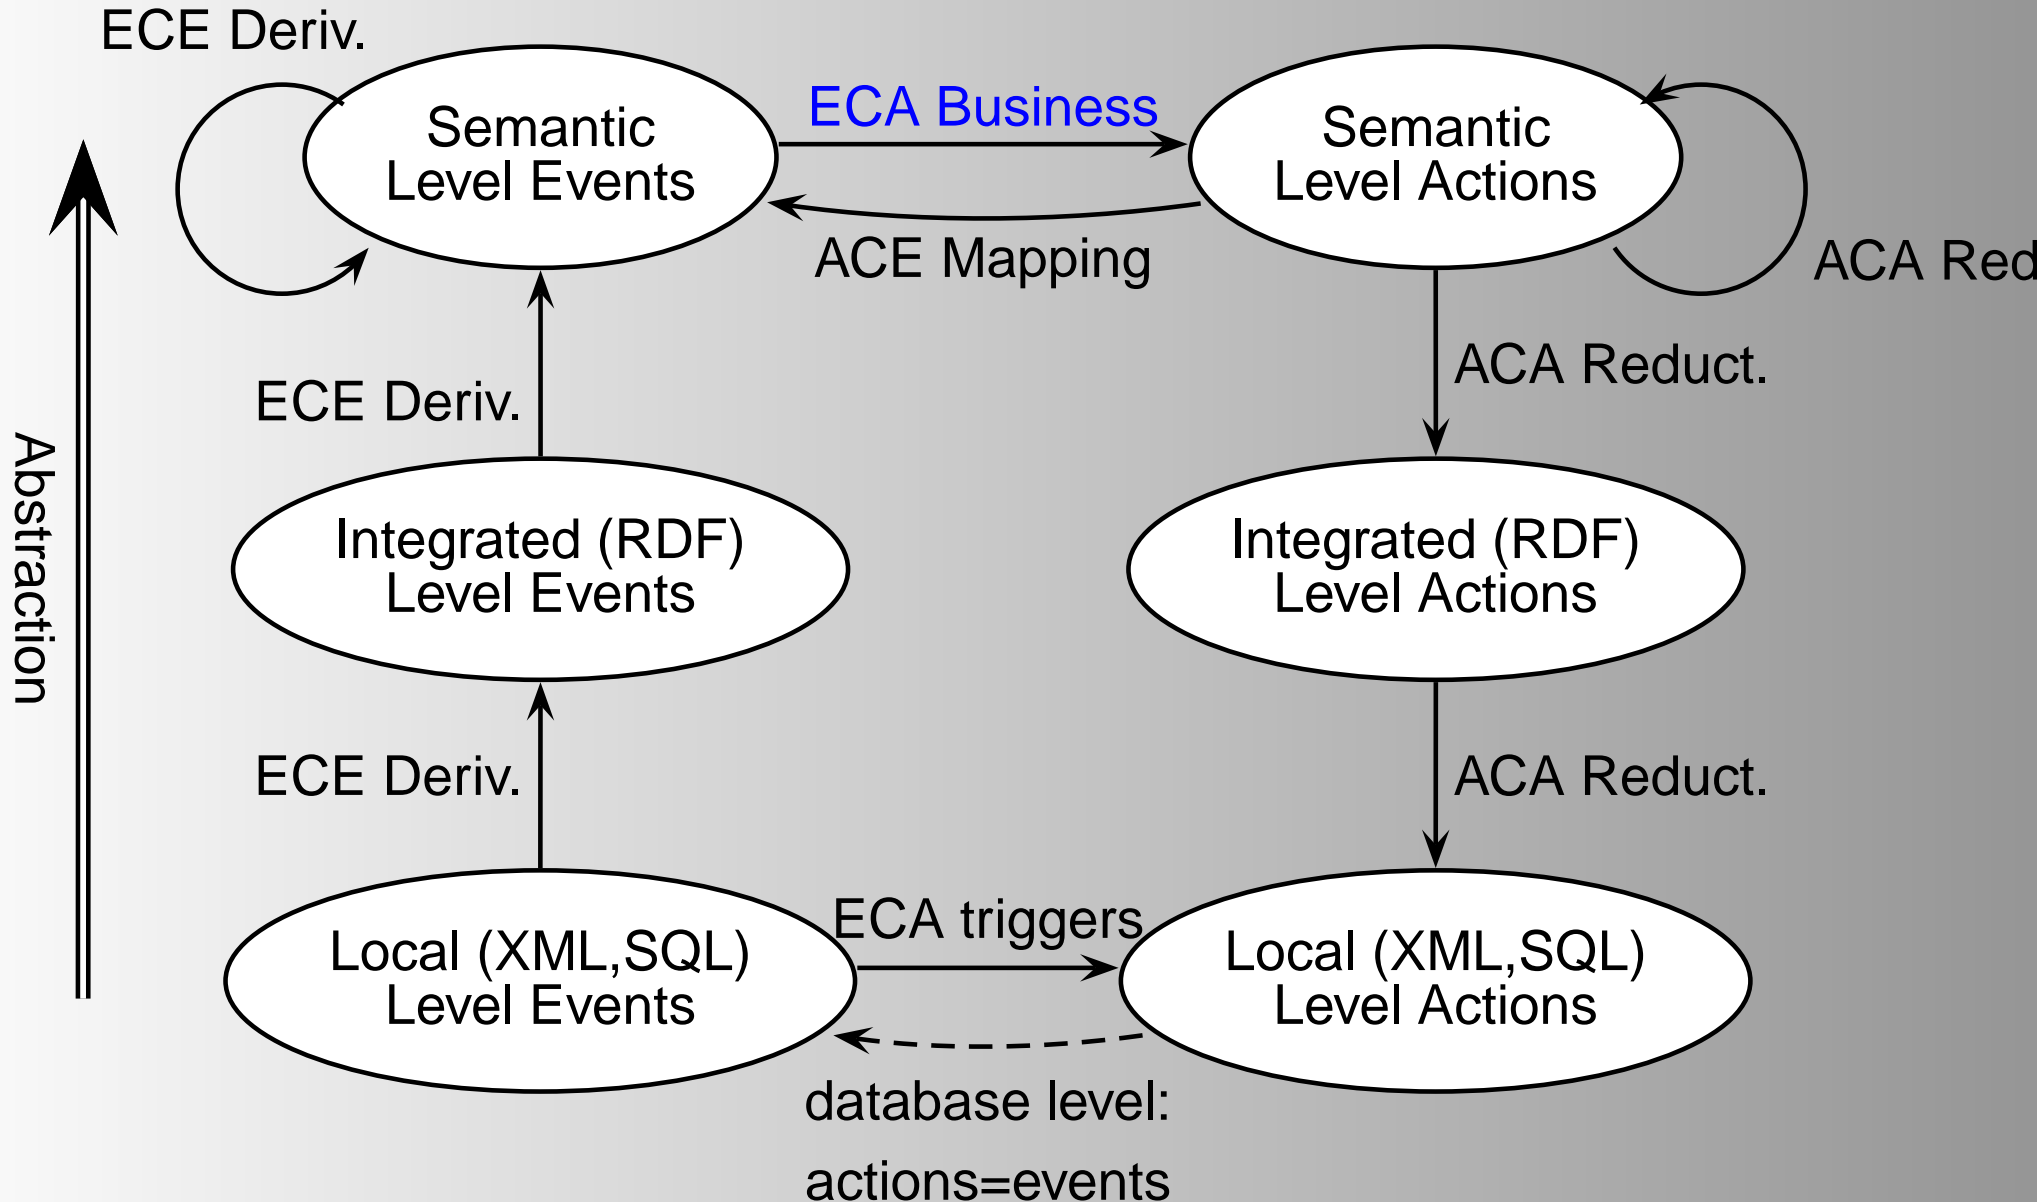 ECE Deriv.
Semantic
Level Events
ECA Business
Semantic
Level Actions
ACE Mapping
ACA Red
ECE Deriv.
ACA Reduct.
Abstraction
Integrated (RDF)
Level Events
Integrated (RDF)
Level Actions
ECE Deriv.
ACA Reduct.
Local (XML,SQL)
Level Events
ECA triggers
Local (XML,SQL)
Level Actions
database level:
actions=events